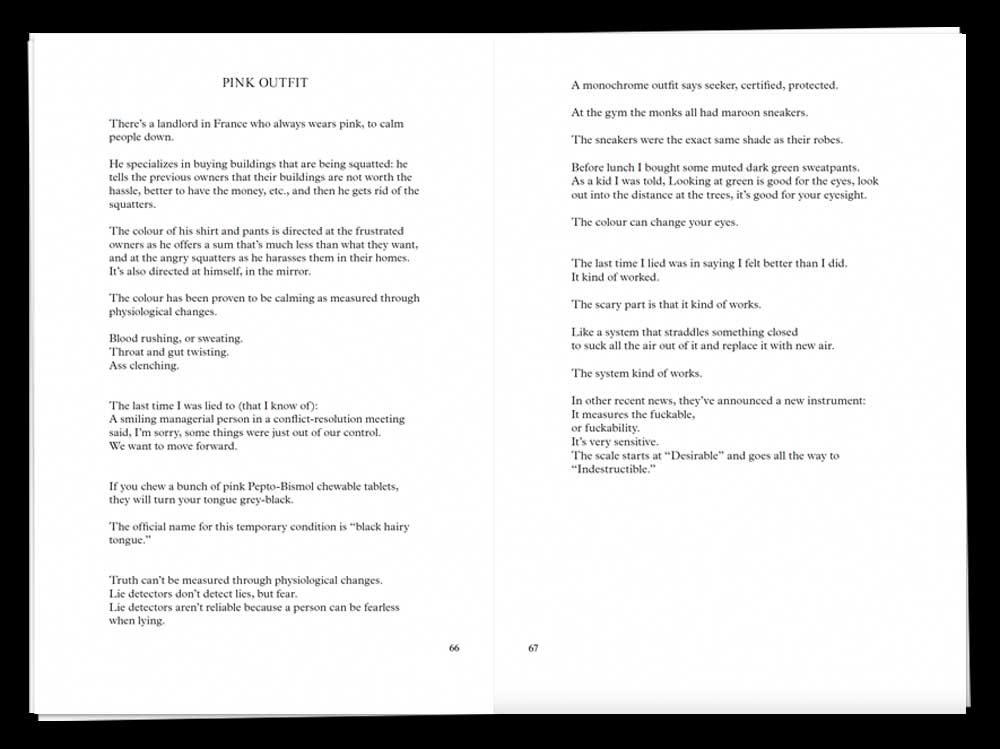 PINK OUTFIT
There's a landlord in France who always wears pink, to calm
people down.
He specializes in buying buildings that are being squatted: he
tells the previous owners that their buildings are not worth the
hassle, better to have the money, etc., and then he gets rid of the
squatters.
The colour of his shirt and pants is directed at the frustrated
owners as he offers a sum that's much less than what they want,
and at the angry squatters as he harasses them in their homes.
It's also directed at himself, in the mirror.
The colour has been proven to be calming as measured through
physiological changes.
Blood rushing, or sweating.
Throat and gut twisting.
Ass clenching.
The last time I was lied to (that I know of):
A smiling managerial person in a conflict-resolution meeting
said, I'm sorry, some things were just out of our control.
We want to move forward.
If you chew a bunch of pink Pepto-Bismol chewable tablets,
they will turn your tongue grey-black.
The official name for this temporary condition is “black hairy
tongue.”
Truth can't be measured through physiological changes.
Lie detectors don't detect lies, but fear.
Lie detectors aren't reliable because a person can be fearless
when lying.
66
A monochrome outfit says seeker, certified, protected.
At the gym the monks all had maroon sneakers.
The sneakers were the exact same shade as their robes.
Before lunch I bought some muted dark green sweatpants.
As a kid I was told, Looking at green is good for the eyes, look
out into the distance at the trees, it's good for your eyesight.
The colour can change your eyes.
The last time I lied was in saying I felt better than I did.
It kind of worked.
The scary part is that it kind of works.
Like a system that straddles something closed
to suck all the air out of it and replace it with new air.
The system kind of works.
In other recent news, they've announced a new instrument:
It measures the fuckable,
or fuckability.
It's very sensitive.
The scale starts at “Desirable” and goes all the way to
“Indestructible.”
67